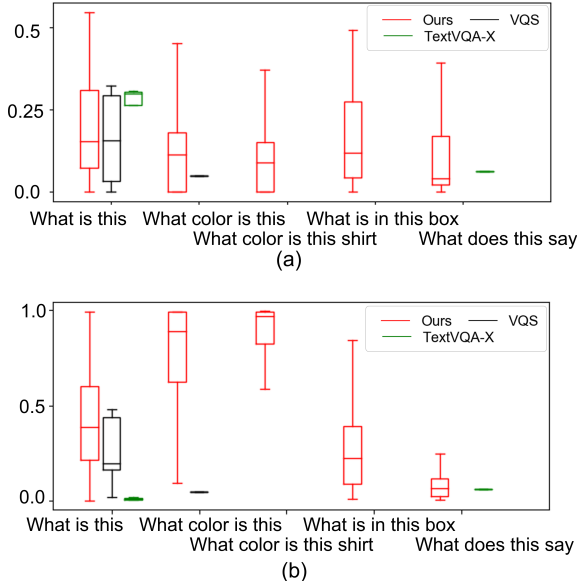 0.5
0.25
0.0
Ours VQS
TextVQA-X
What is this What color is this What is in this box
What color is this shirt What does this say
(a)
1.0
0.5
0.0
Ours VQS
TextVQA-X
What is this What color is this What is in this box
What color is this shirt What does this say
(b)